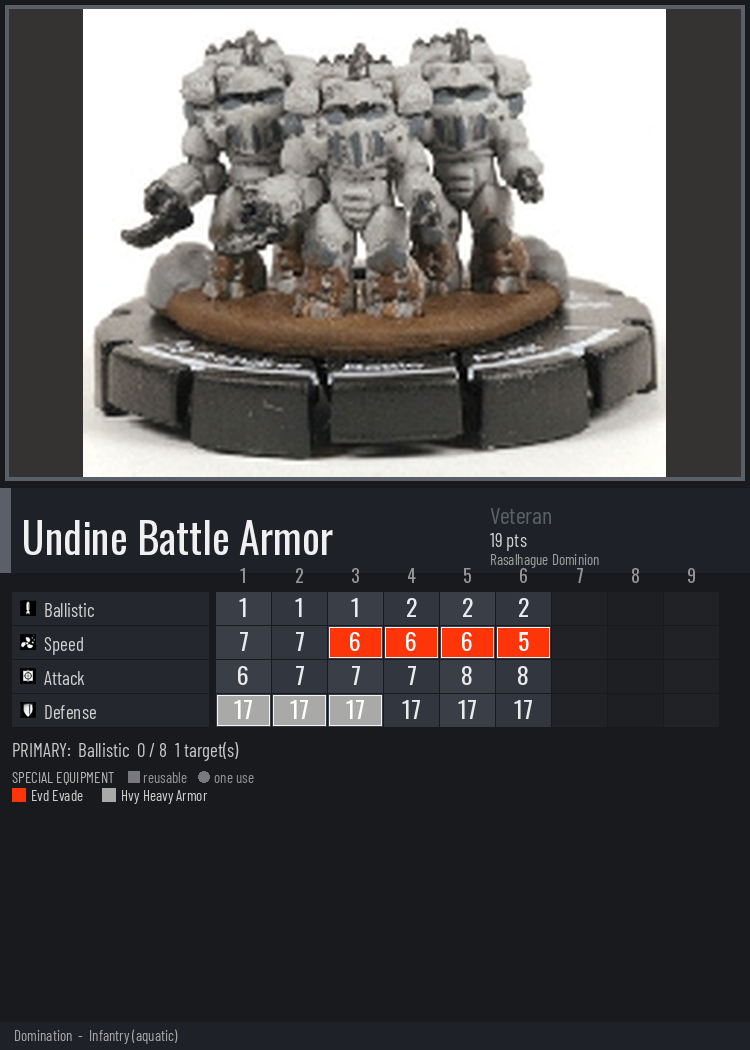 Undine Battle Armor
Veteran
19 pts
Rasalhague Dominion
1 2 3 4 5 6 7 8 9
Ballistic 1 1 1 2 2 2
Speed 7 7 6 6 6 5
Attack 6 7 7 7 8 8
Defense 17 17 17 17 17 17
PRIMARY: Ballistic 0 / 8 1 target(s)
SPECIAL EQUIPMENT reusable one use
Evd Evade Hvy Heavy Armor
Domination - Infantry (aquatic)